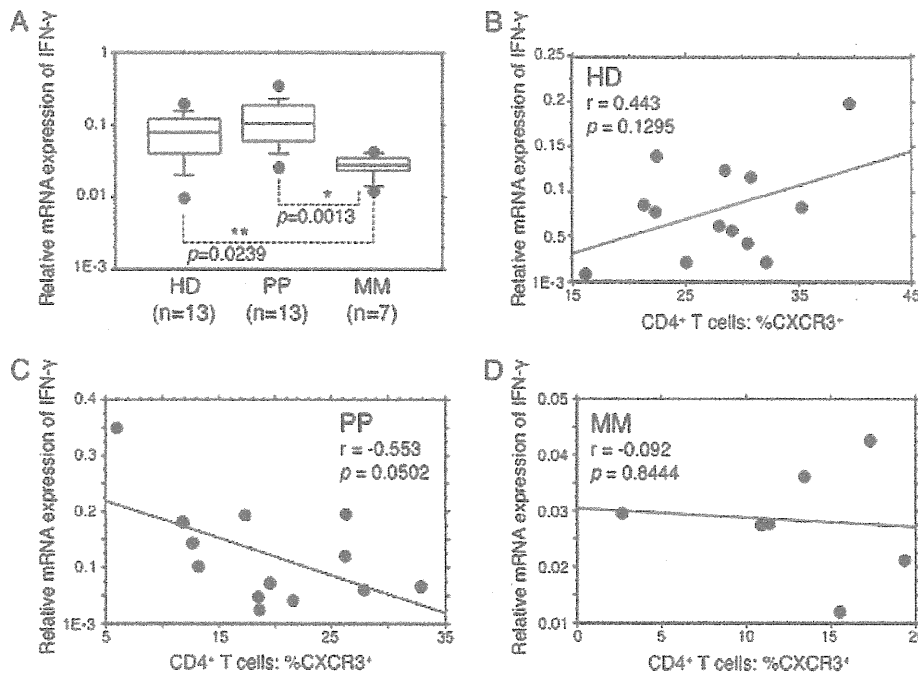 A
Relative mRNA expression of IFN-γ
1
0.1
0.01
1E-3
*
p=0.0013
**
p=0.0239
HD
PP
MM
(n=13)
(n=13)
(n=7)
B
Relative mRNA expression of IFN-γ
0.25
0.2
0.15
0.1
0.5
1E-3
HD
r = 0.443
p = 0.1295
15
25
35
45
CD4+ T cells: %CXCR3+
C
Relative mRNA expression of IFN-γ
0.4
0.3
0.2
0.1
1E-3
PP
r = -0.553
p = 0.0502
5
15
25
35
CD4+ T cells: %CXCR3+
D
Relative mRNA expression of IFN-γ
0.05
0.04
0.03
0.02
0.01
MM
r = -0.092
p = 0.8444
0
5
10
15
20
CD4+ T cells: %CXCR3+